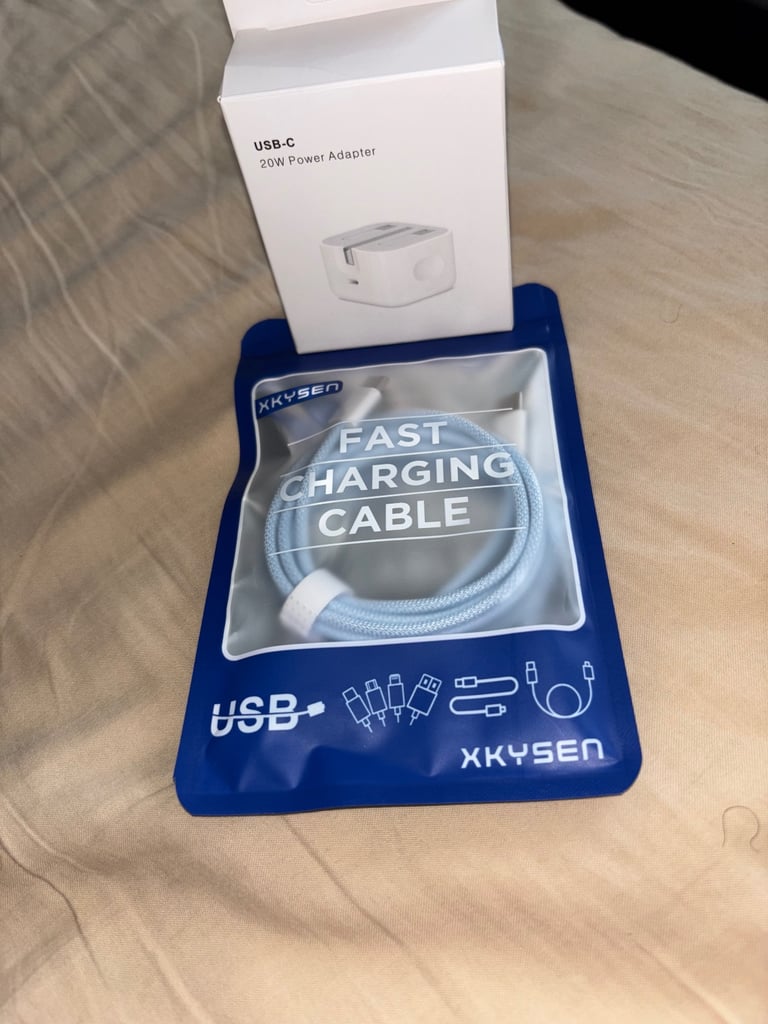 USB-C
20W Power Adapter
XKYSEN
FAST
CHARGING
CABLE
USB
XKYSEN